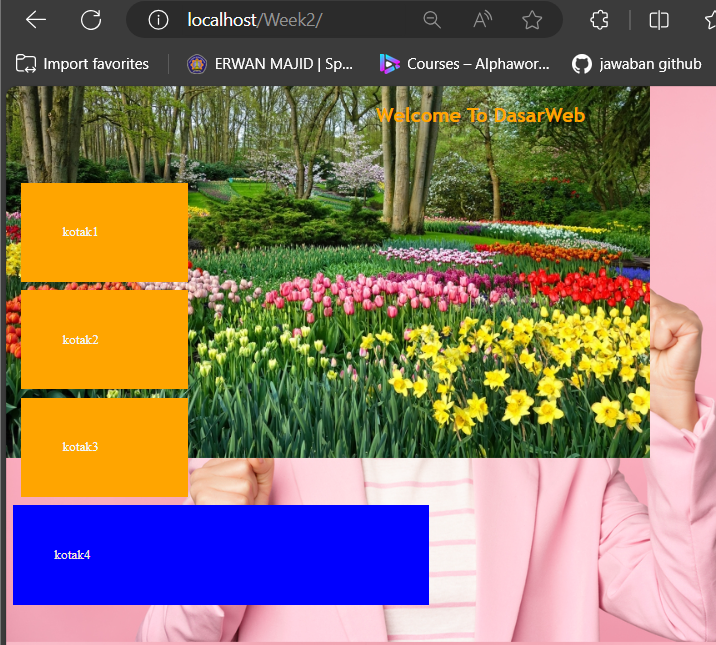 localhost/Week2/
Import favorites
ERWAN MAJID | Sp...
Courses – Alphawor...
jawaban github
Welcome To DasarWeb
kotak1
kotak2
kotak3
kotak4